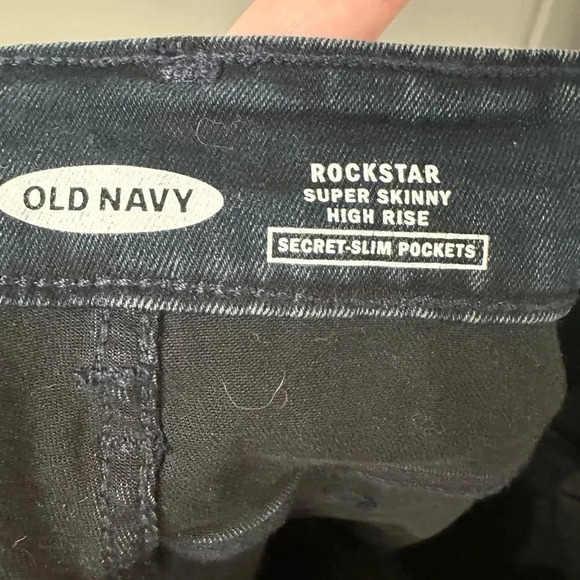 OLD NAVY
ROCKSTAR
SUPER SKINNY
HIGH RISE
SECRET-SLIM POCKETS